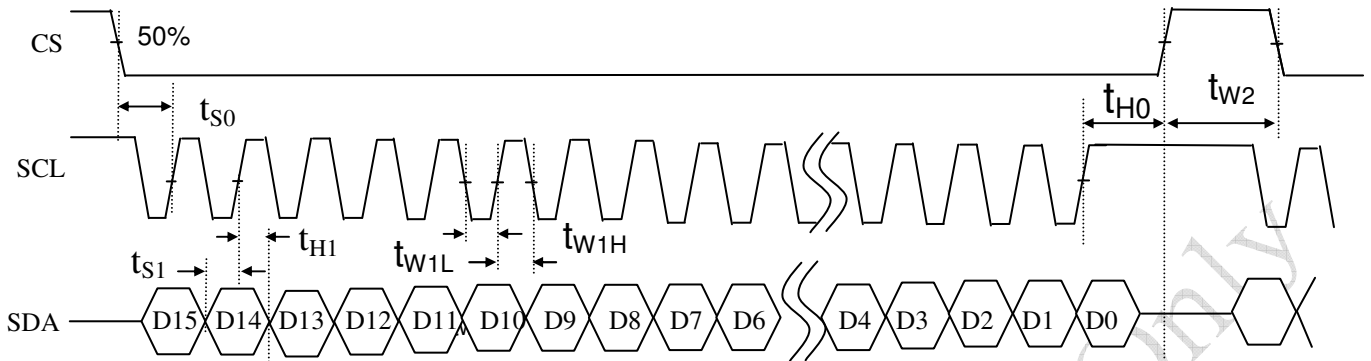 CS
50%
tS0
tH0
tW2
SCL
tH1
tW1L
tW1H
tS1
SDA
D15
D14
D13
D12
D11
D10
D9
D8
D7
D6
D4
D3
D2
D1
D0
Only